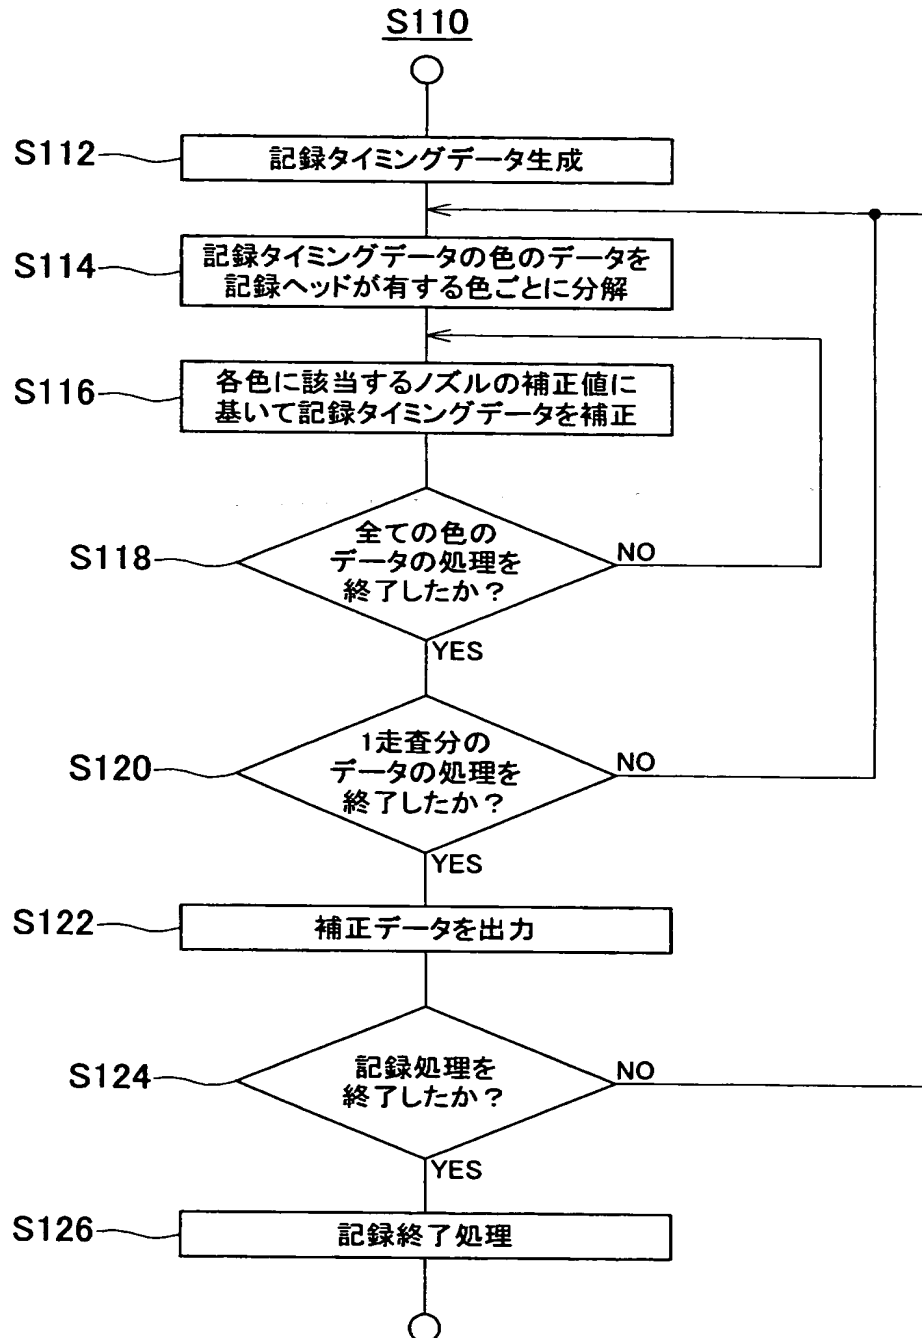 S110
S112
記録タイミングデータ生成
S114
記録タイミングデータの色のデータを
記録ヘッドが有する色ごとに分解
S116
各色に該当するノズルの補正値に
基いて記録タイミングデータを補正
S118
全ての色の
データの処理を
終了したか？
NO
YES
S120
1走査分の
データの処理を
終了したか？
NO
YES
S122
補正データを出力
S124
記録処理を
終了したか？
NO
YES
S126
記録終了処理